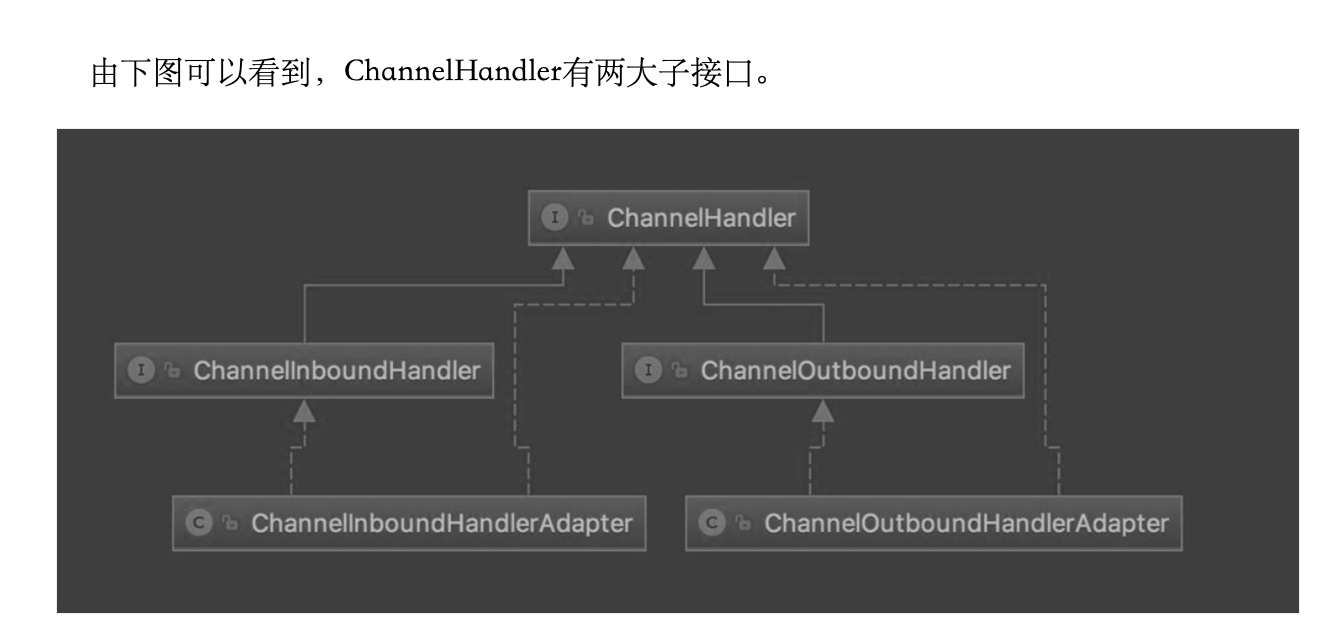 由下图可以看到，ChannelHandler有两大子接口。
I ChannelHandler
I ChannelInboundHandler
I ChannelOutboundHandler
C ChannelInboundHandlerAdapter
C ChannelOutboundHandlerAdapter